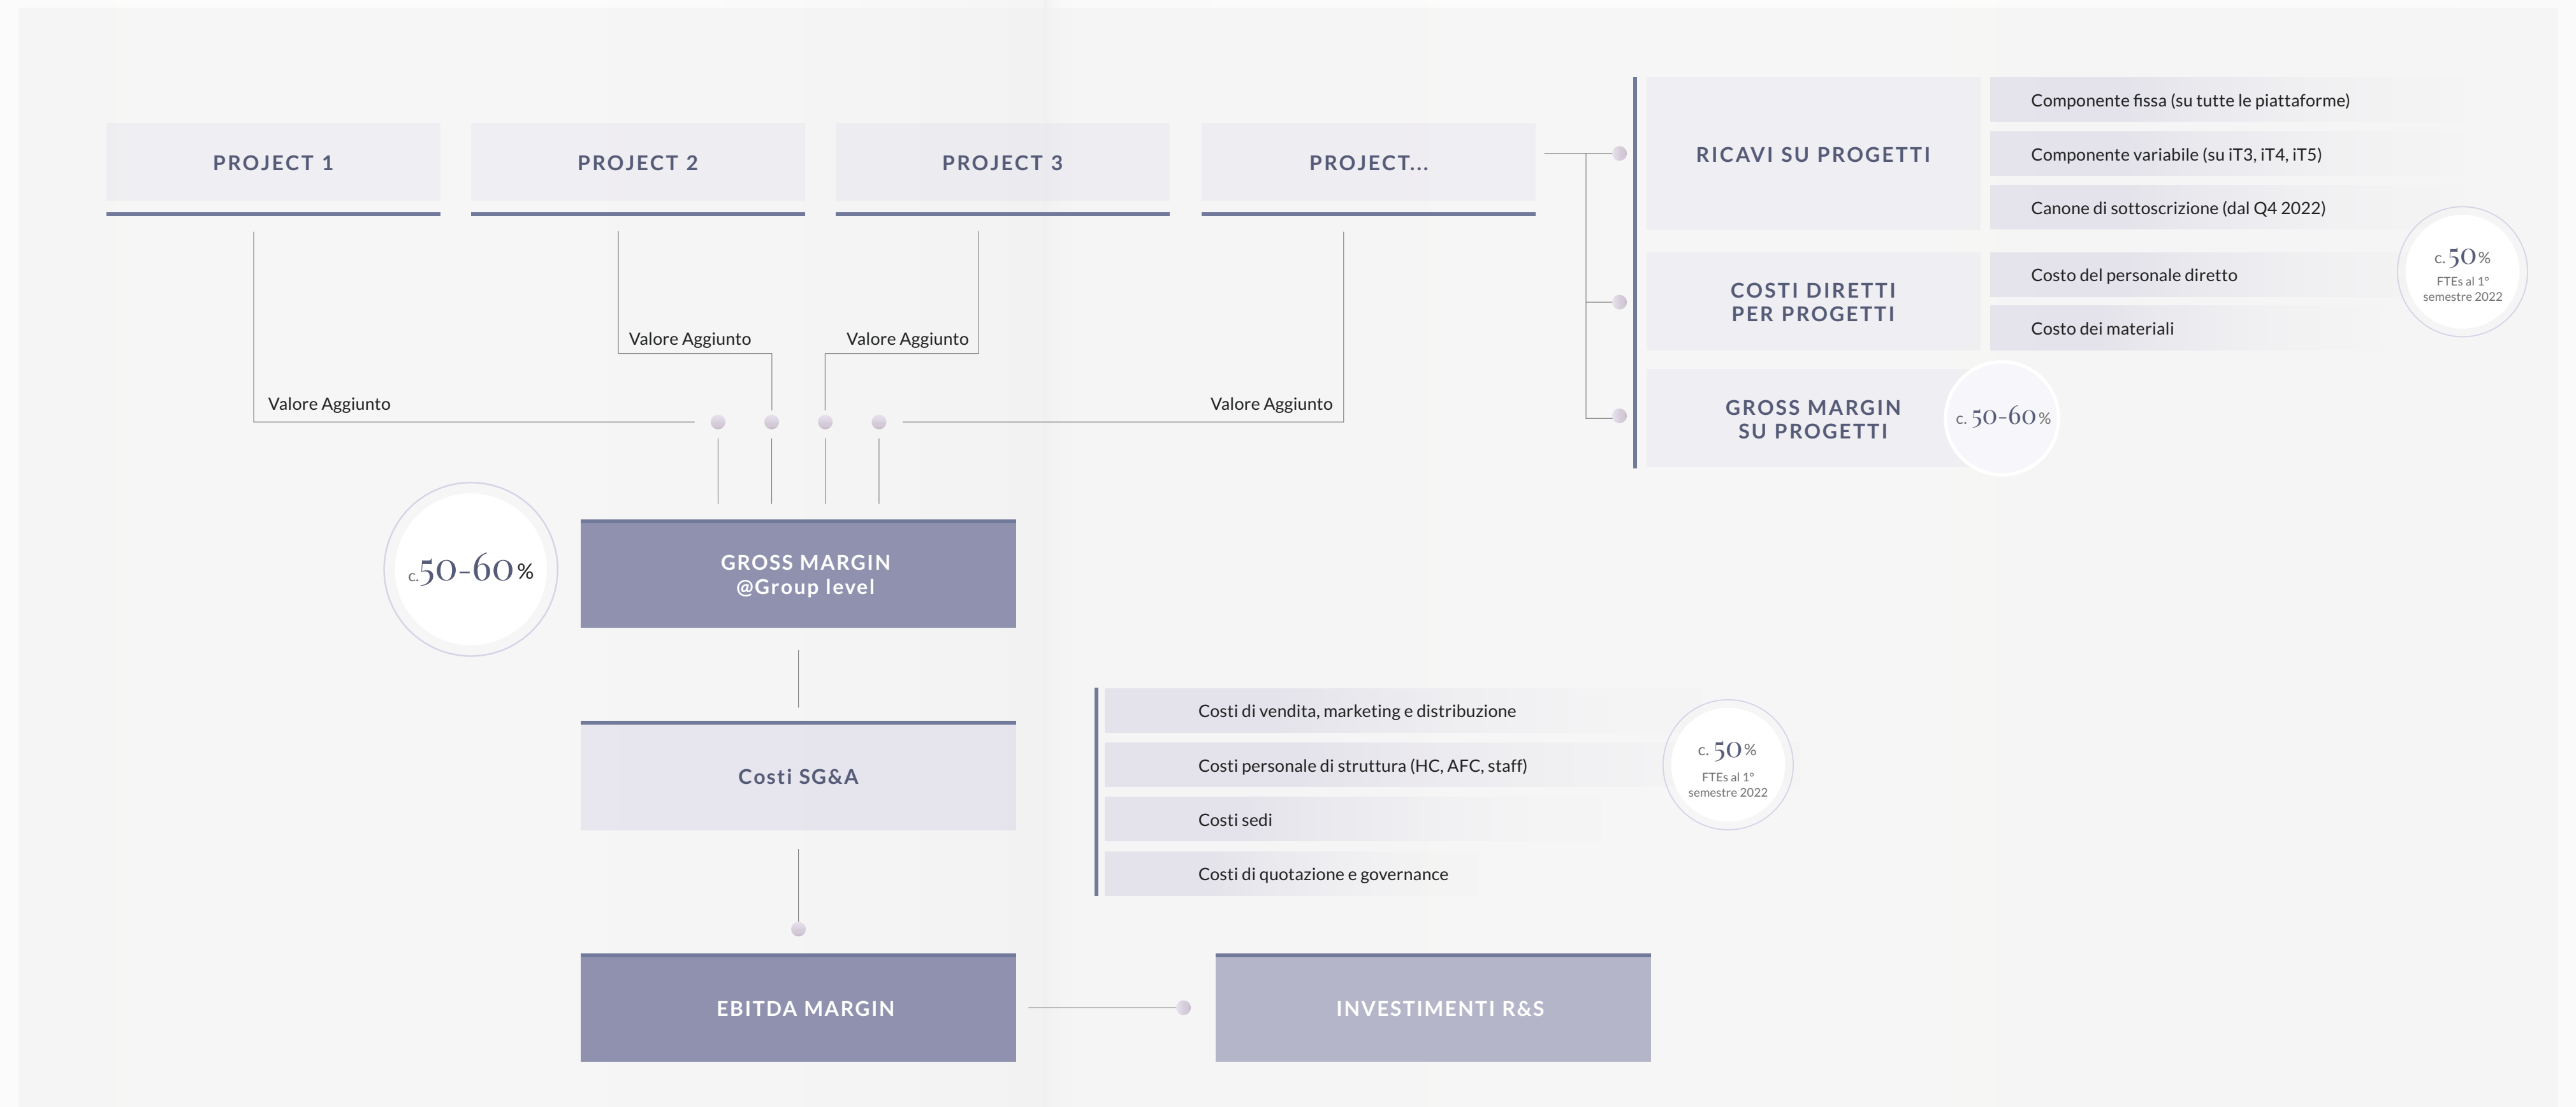 PROJECT 1
PROJECT 2
PROJECT 3
PROJECT...
RICAVI SU PROGETTI
Componente fissa (su tutte le piattaforme)
Componente variabile (su iT3, iT4, iT5)
Canone di sottoscrizione (dal Q4 2022)
COSTI DIRETTI
PER PROGETTI
Costo del personale diretto
Costo dei materiali
c. 50%
FTEs al 1°
semestre 2022
GROSS MARGIN
SU PROGETTI
c. 50-60%
Valore Aggiunto
Valore Aggiunto
Valore Aggiunto
Valore Aggiunto
c. 50-60%
GROSS MARGIN
@Group level
Costi SG&A
Costi di vendita, marketing e distribuzione
Costi personale di struttura (HC, AFC, staff)
Costi sedi
Costi di quotazione e governance
c. 50%
FTEs al 1°
semestre 2022
EBITDA MARGIN
INVESTIMENTI R&S